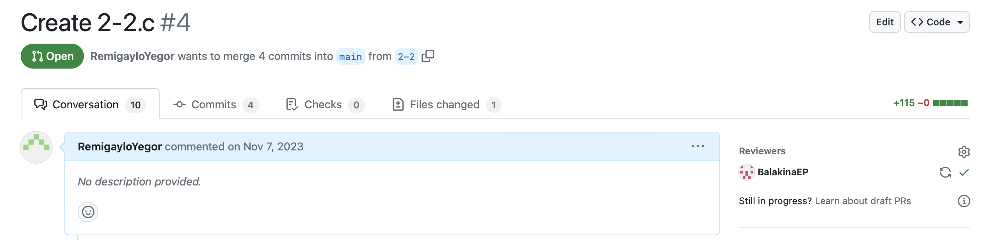 Create 2-2.c #4
Edit
<> Code
Open
RemigayloYegor wants to merge 4 commits into main from 2-2
Conversation 10
Commits 4
Checks 0
Files changed 1
+115 −0
RemigayloYegor commented on Nov 7, 2023
No description provided.
Reviewers
BalakinaEP
Still in progress? Learn about draft PRs